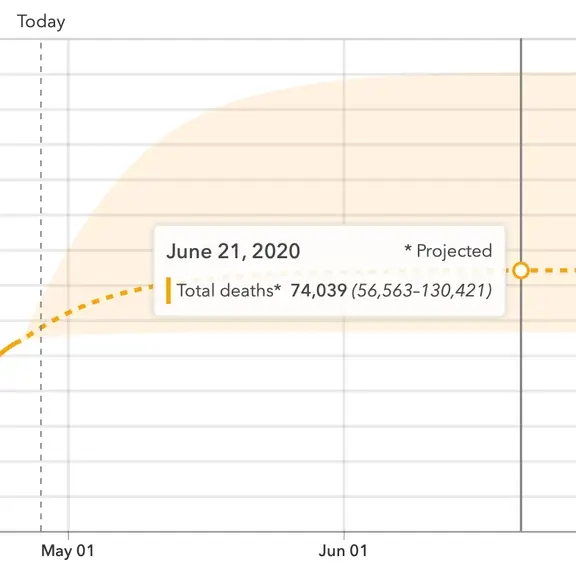 Today
June 21, 2020 * Projected
Total deaths* 74,039 (56,563–130,421)
May 01 Jun 01